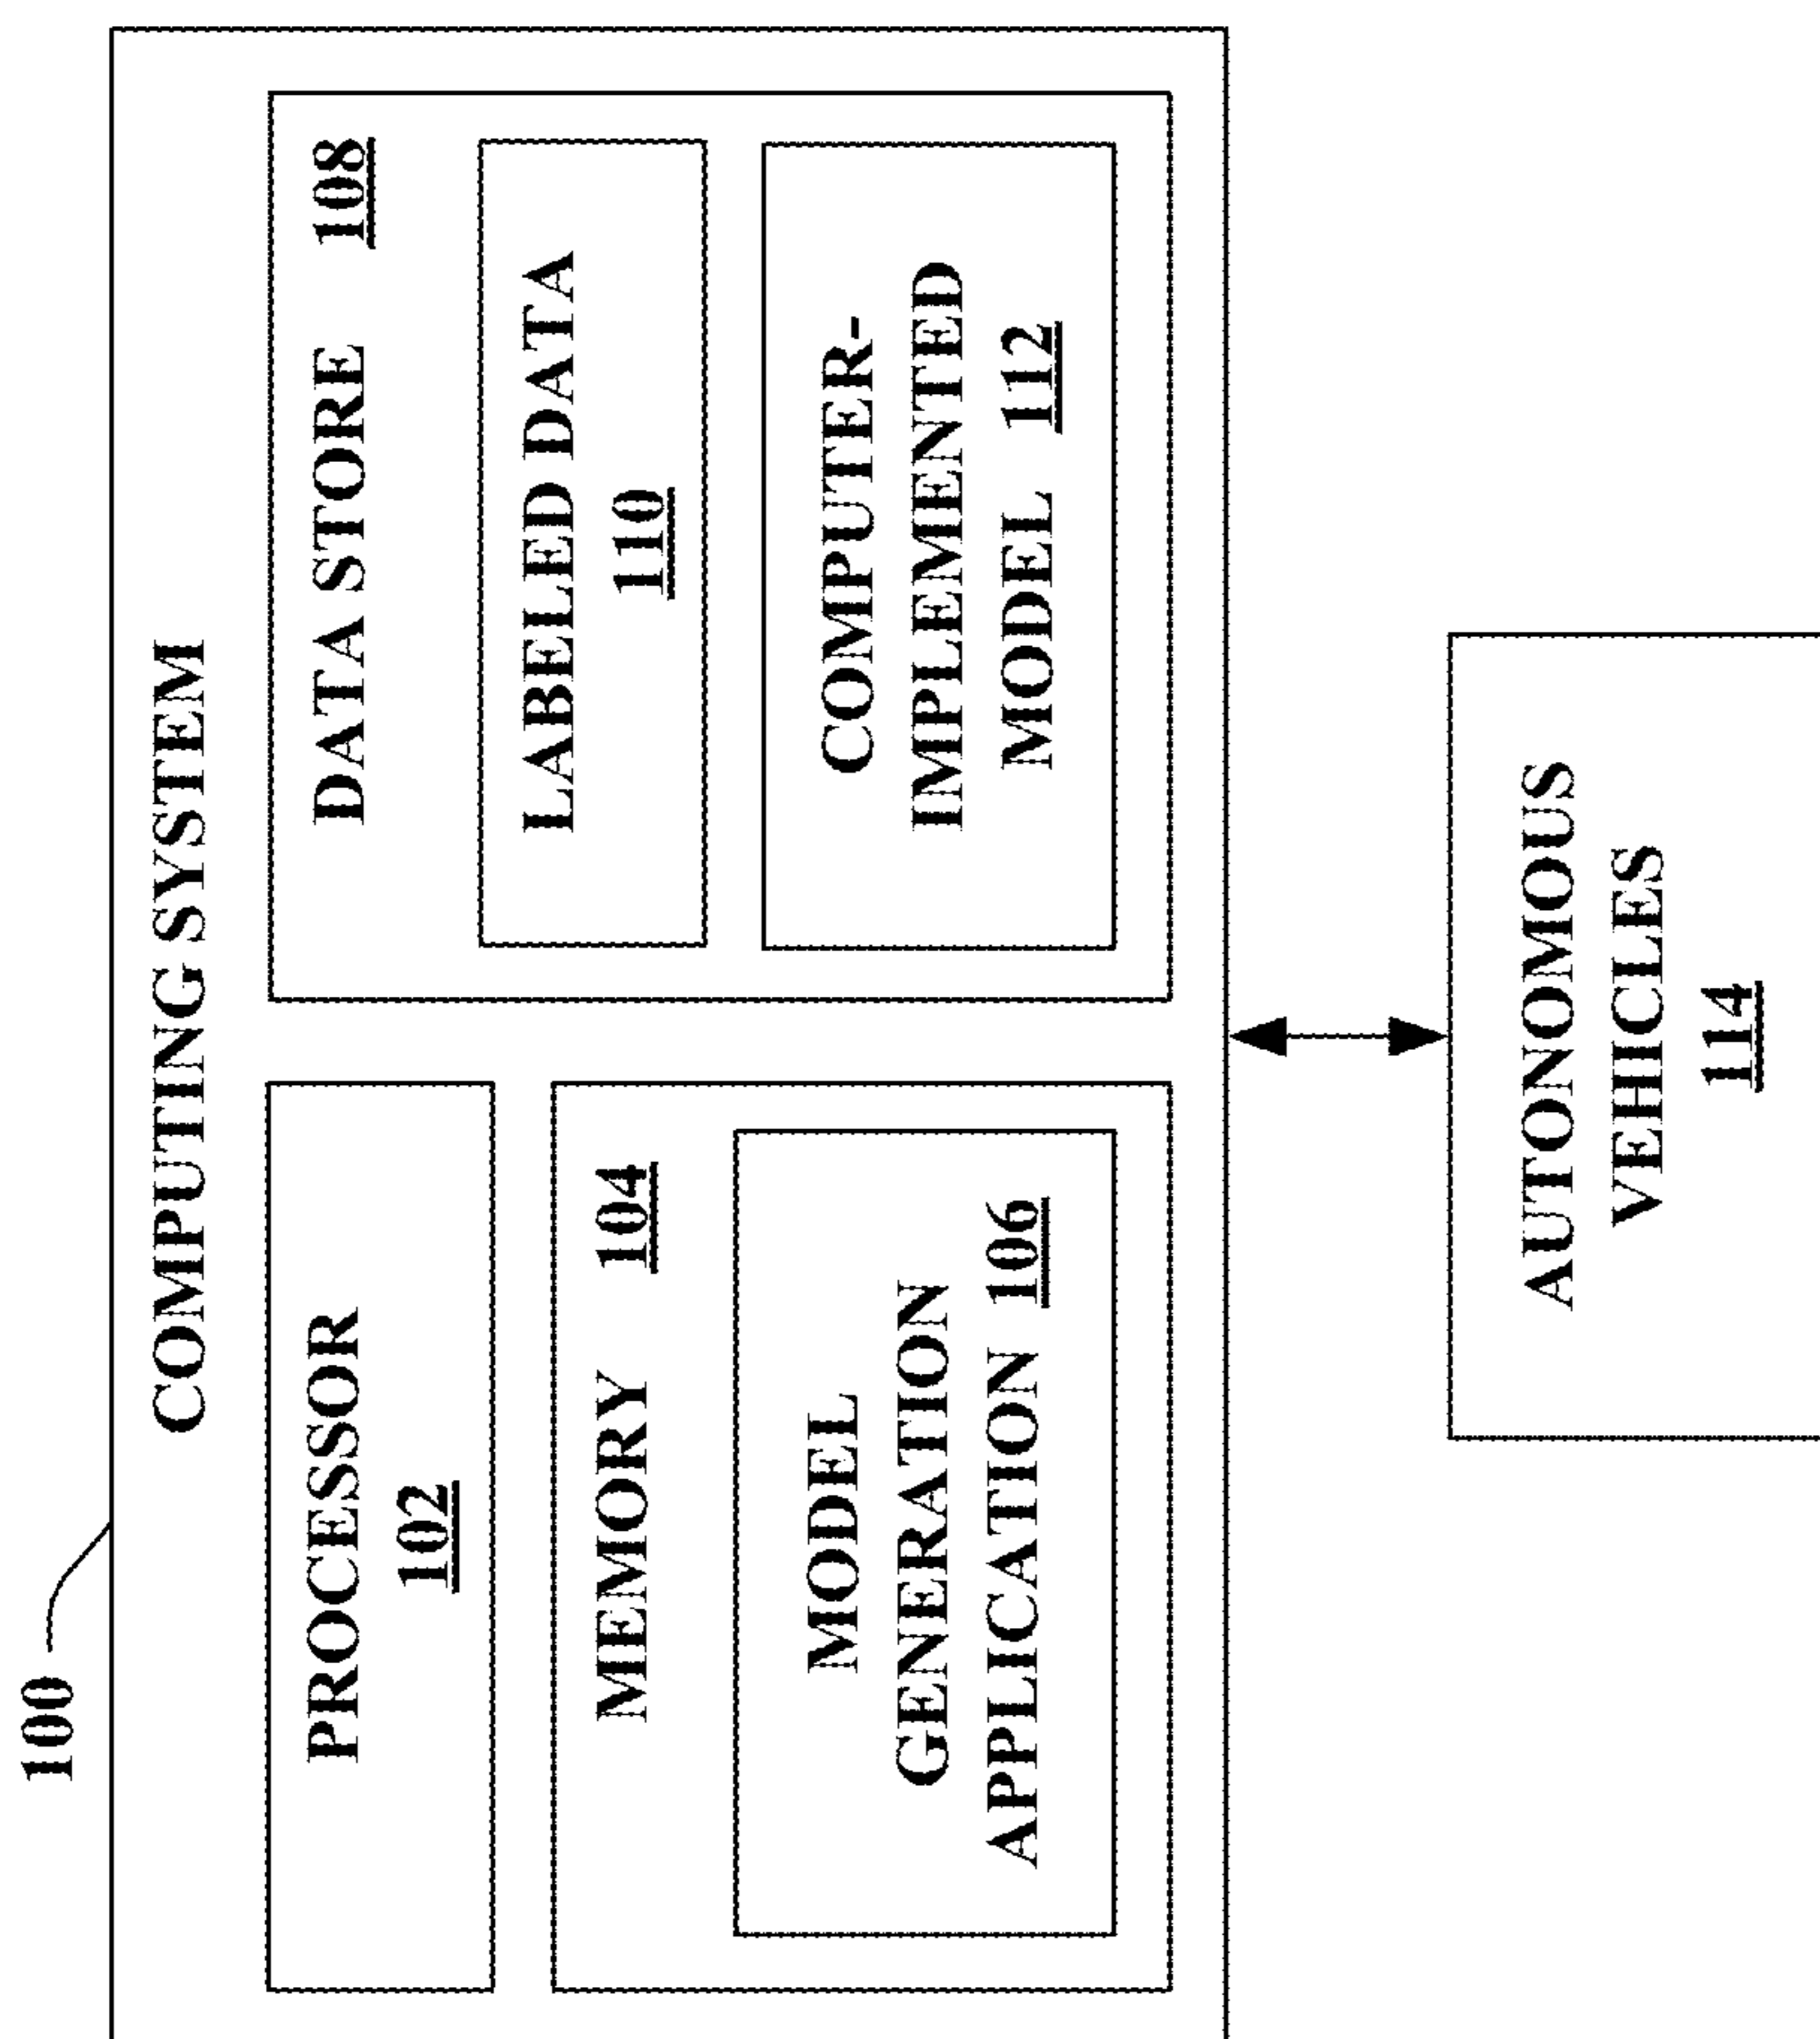 100
COMPUTING SYSTEM
PROCESSOR
102
MEMORY 104
MODEL
GENERATION
APPLICATION 106
DATA STORE 108
LABELED DATA
110
COMPUTER-
IMPLEMENTED
MODEL 112
AUTONOMOUS
VEHICLES
114